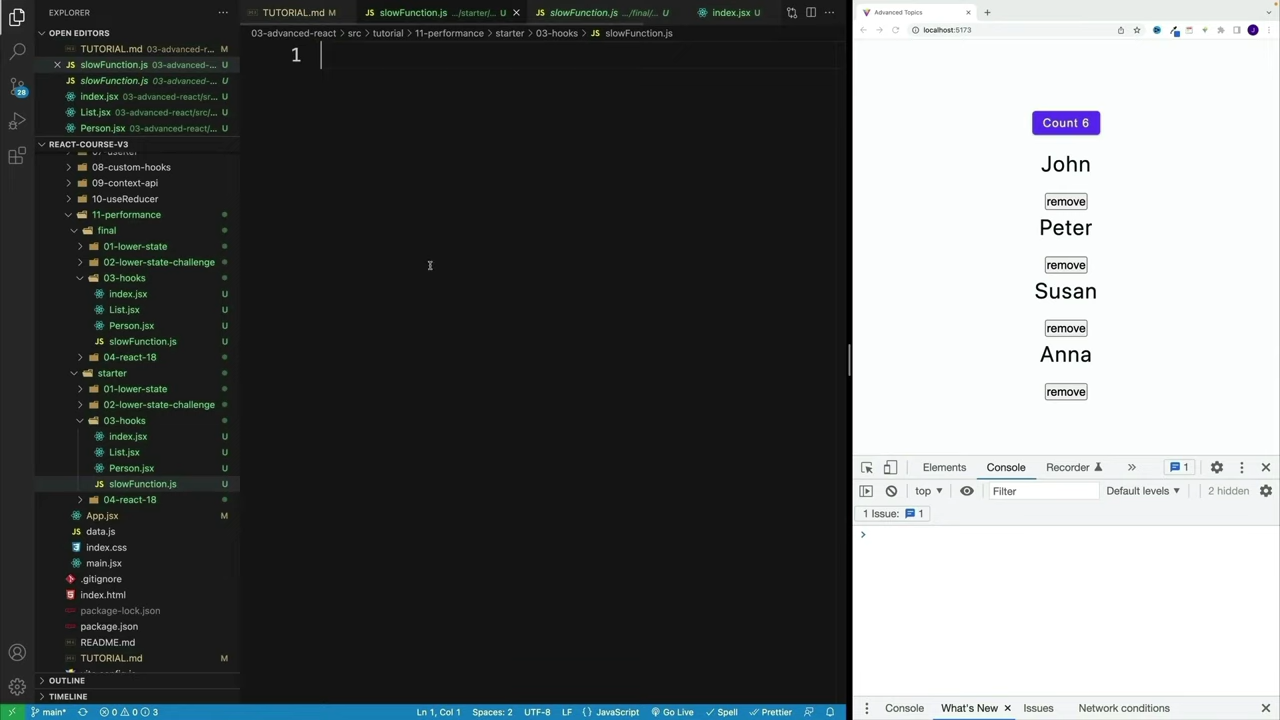 EXPLORER
OPEN EDITORS
TUTORIAL.md 03-advanced-r... M
slowFunction.js 03-advanced-... U
slowFunction.js 03-advanced-... U
index.jsx 03-advanced-react/sr... U
List.jsx 03-advanced-react/src/... U
Person.jsx 03-advanced-react/... U
REACT-COURSE-V3
08-custom-hooks
09-context-api
10-useReducer
11-performance
final
01-lower-state
02-lower-state-challenge
03-hooks
index.jsx U
List.jsx U
Person.jsx U
slowFunction.js U
04-react-18
starter
01-lower-state
02-lower-state-challenge
03-hooks
index.jsx U
List.jsx U
Person.jsx U
slowFunction.js U
04-react-18
App.jsx M
data.js
index.css
main.jsx
.gitignore
index.html
package-lock.json
package.json
README.md
TUTORIAL.md M
OUTLINE
TIMELINE
28
TUTORIAL.md M slowFunction.js .../starter/... U slowFunction.js .../final/... U index.jsx U
03-advanced-react > src > tutorial > 11-performance > starter > 03-hooks > slowFunction.js
1
main* 0 0 3 Ln 1, Col 1 Spaces: 2 UTF-8 LF { } JavaScript Go Live Spell Prettier
Advanced Topics
localhost:5173
J
Count 6
John
remove
Peter
remove
Susan
remove
Anna
remove
Elements Console Recorder 1
top Filter Default levels 2 hidden
1 Issue: 1
Console What's New Issues Network conditions